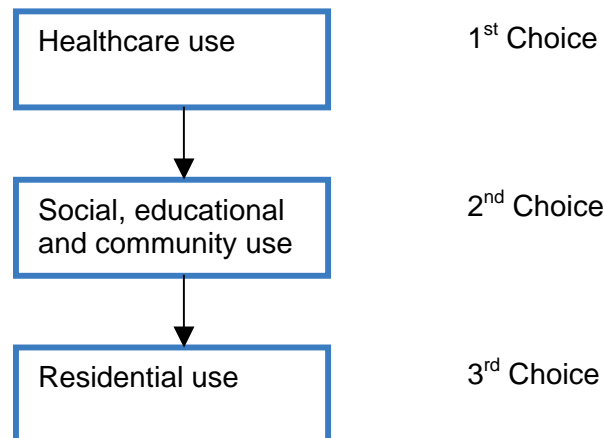 Healthcare use
1st Choice
Social, educational
and community use
2nd Choice
Residential use
3rd Choice